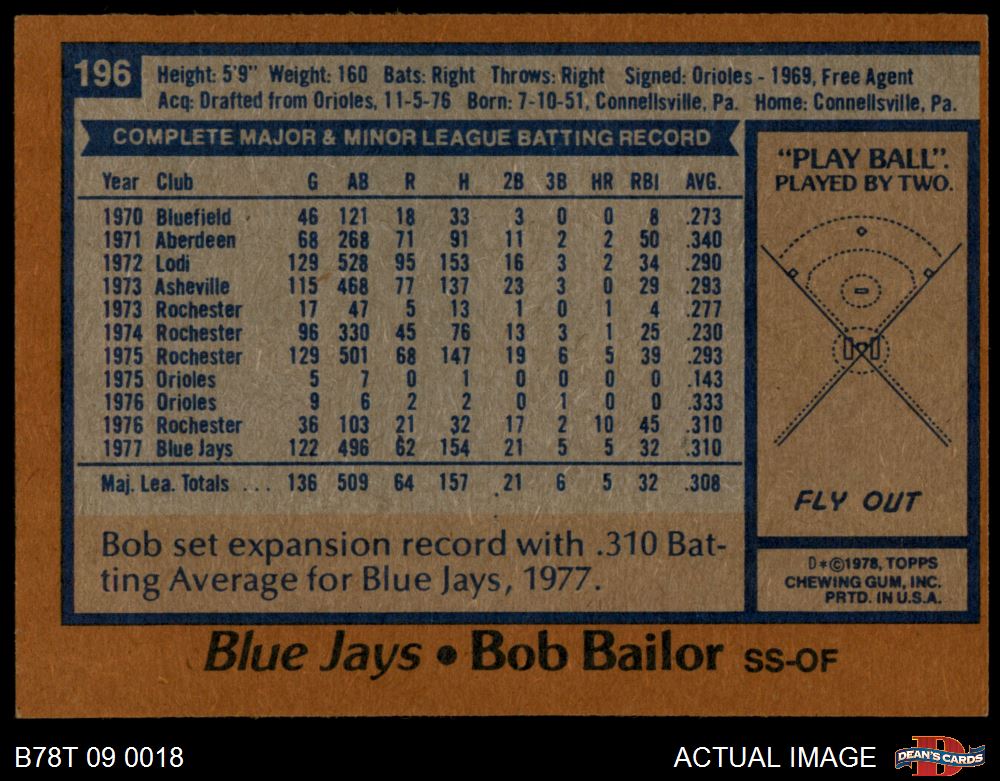 196
Height: 5'9" Weight: 160 Bats: Right Throws: Right Signed: Orioles - 1969, Free Agent
Acq: Drafted from Orioles, 11-5-76 Born: 7-10-51, Connellsville, Pa. Home: Connellsville, Pa.
COMPLETE MAJOR & MINOR LEAGUE BATTING RECORD
Year Club G AB R H 2B 3B HR RBI AVG.
1970 Bluefield 46 121 18 33 3 0 0 8 .273
1971 Aberdeen 68 268 71 91 11 2 2 50 .340
1972 Lodi 129 528 95 153 16 3 2 34 .290
1973 Asheville 115 468 77 137 23 3 0 29 .293
1973 Rochester 17 47 5 13 1 0 1 4 .277
1974 Rochester 96 330 45 76 13 3 1 25 .230
1975 Rochester 129 501 68 147 19 6 5 39 .293
1975 Orioles 5 7 0 1 0 0 0 0 .143
1976 Orioles 9 6 2 2 0 1 0 0 .333
1976 Rochester 36 103 21 32 17 2 10 45 .310
1977 Blue Jays 122 496 62 154 21 5 5 32 .310
Maj. Lea. Totals ... 136 509 64 157 21 6 5 32 .308
Bob set expansion record with .310 Bat-
ting Average for Blue Jays, 1977.
"PLAY BALL".
PLAYED BY TWO.
FLY OUT
D*©1978, TOPPS
CHEWING GUM, INC.
PRTD. IN U.S.A.
Blue Jays • Bob Bailor SS-OF
B78T 09 0018
ACTUAL IMAGE
D
DEAN'S CARDS